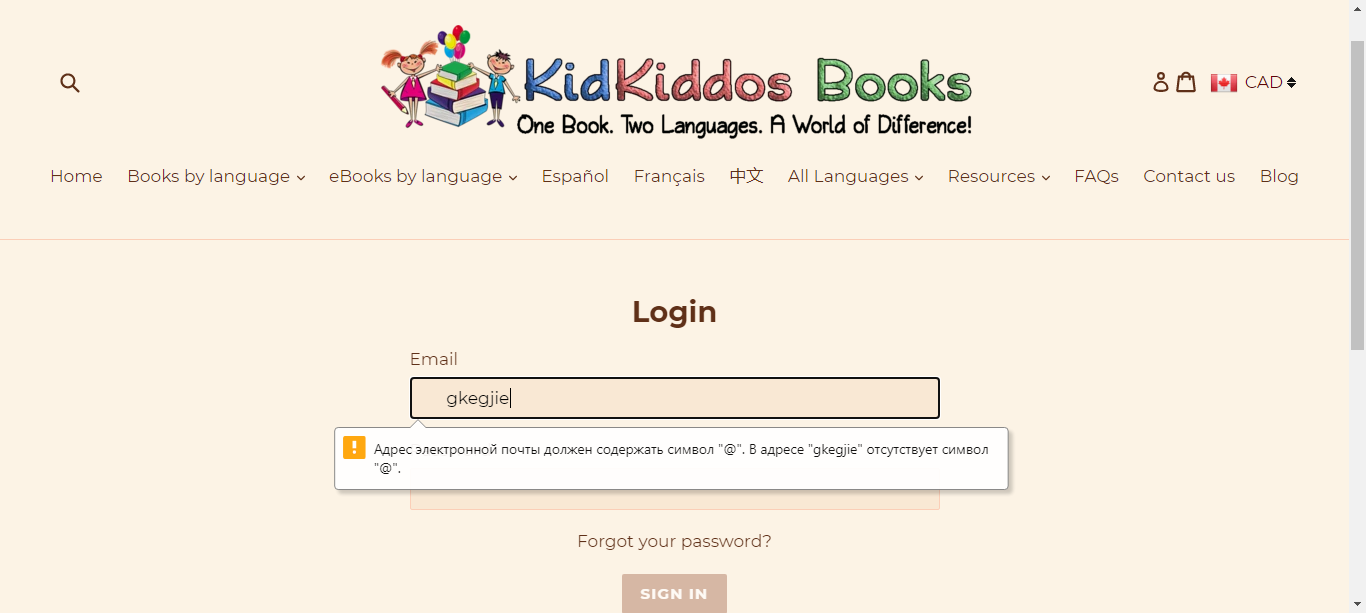 KidKiddos Books
One Book. Two Languages. A World of Difference!
CAD
Home Books by language eBooks by language Español Français 中文 All Languages Resources FAQs Contact us Blog
Login
Email
gkegjie
Адрес электронной почты должен содержать символ "@". В адресе "gkegjie" отсутствует символ
"@".
Forgot your password?
SIGN IN